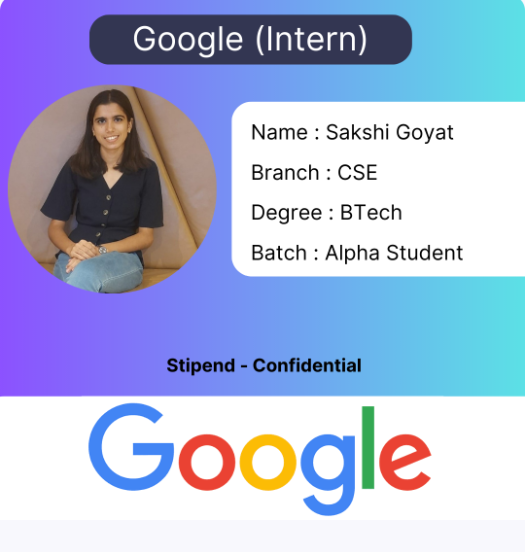 Google (Intern)
Name : Sakshi Goyat
Branch : CSE
Degree : BTech
Batch : Alpha Student
Stipend - Confidential
Google